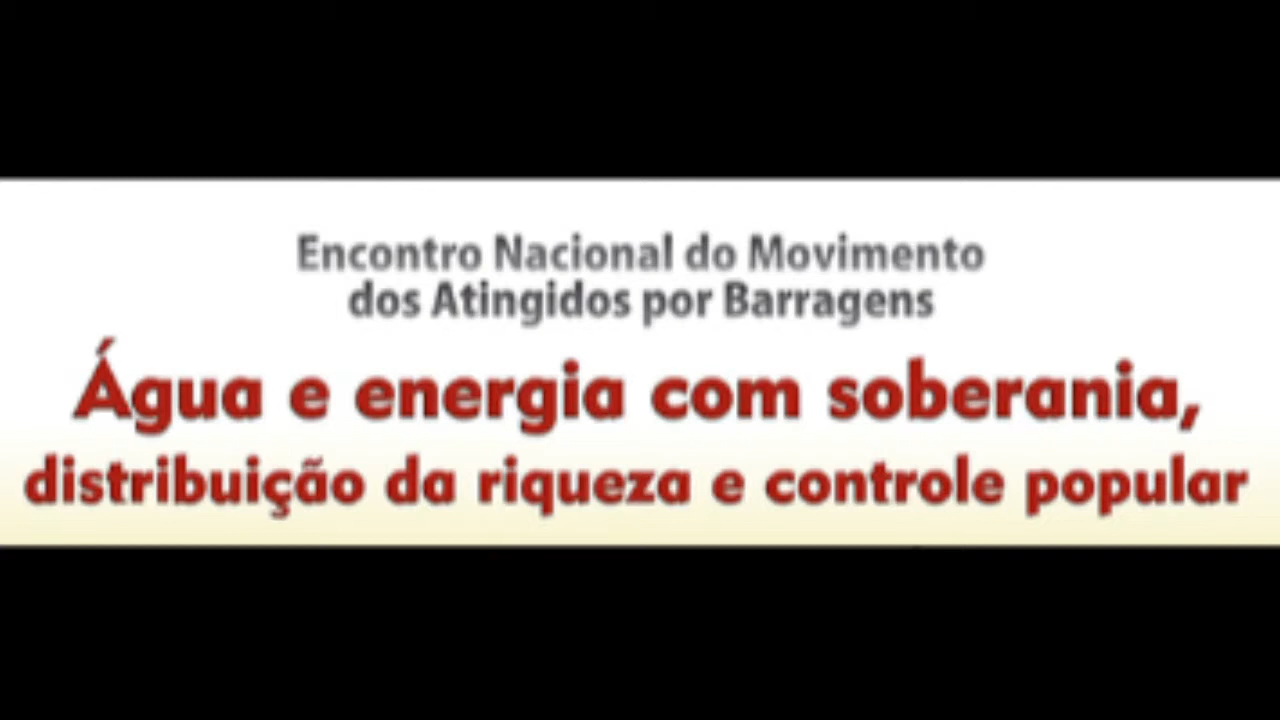 Encontro Nacional do Movimento
dos Atingidos por Barragens
Água e energia com soberania,
distribuição da riqueza e controle popular